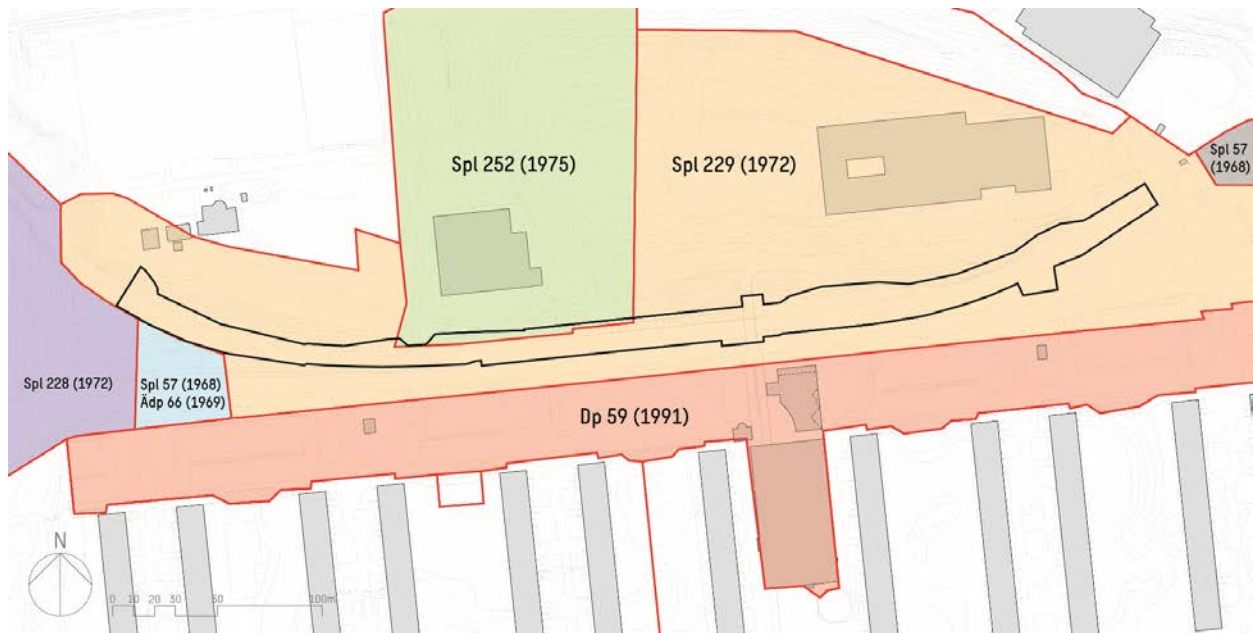 Spl 252 (1975)
Spl 229 (1972)
Spl 57
(1968)
Spl 228 (1972)
Spl 57 (1968)
Ädp 66 (1969)
Dp 59 (1991)
N
0 10 20 30 50 100m